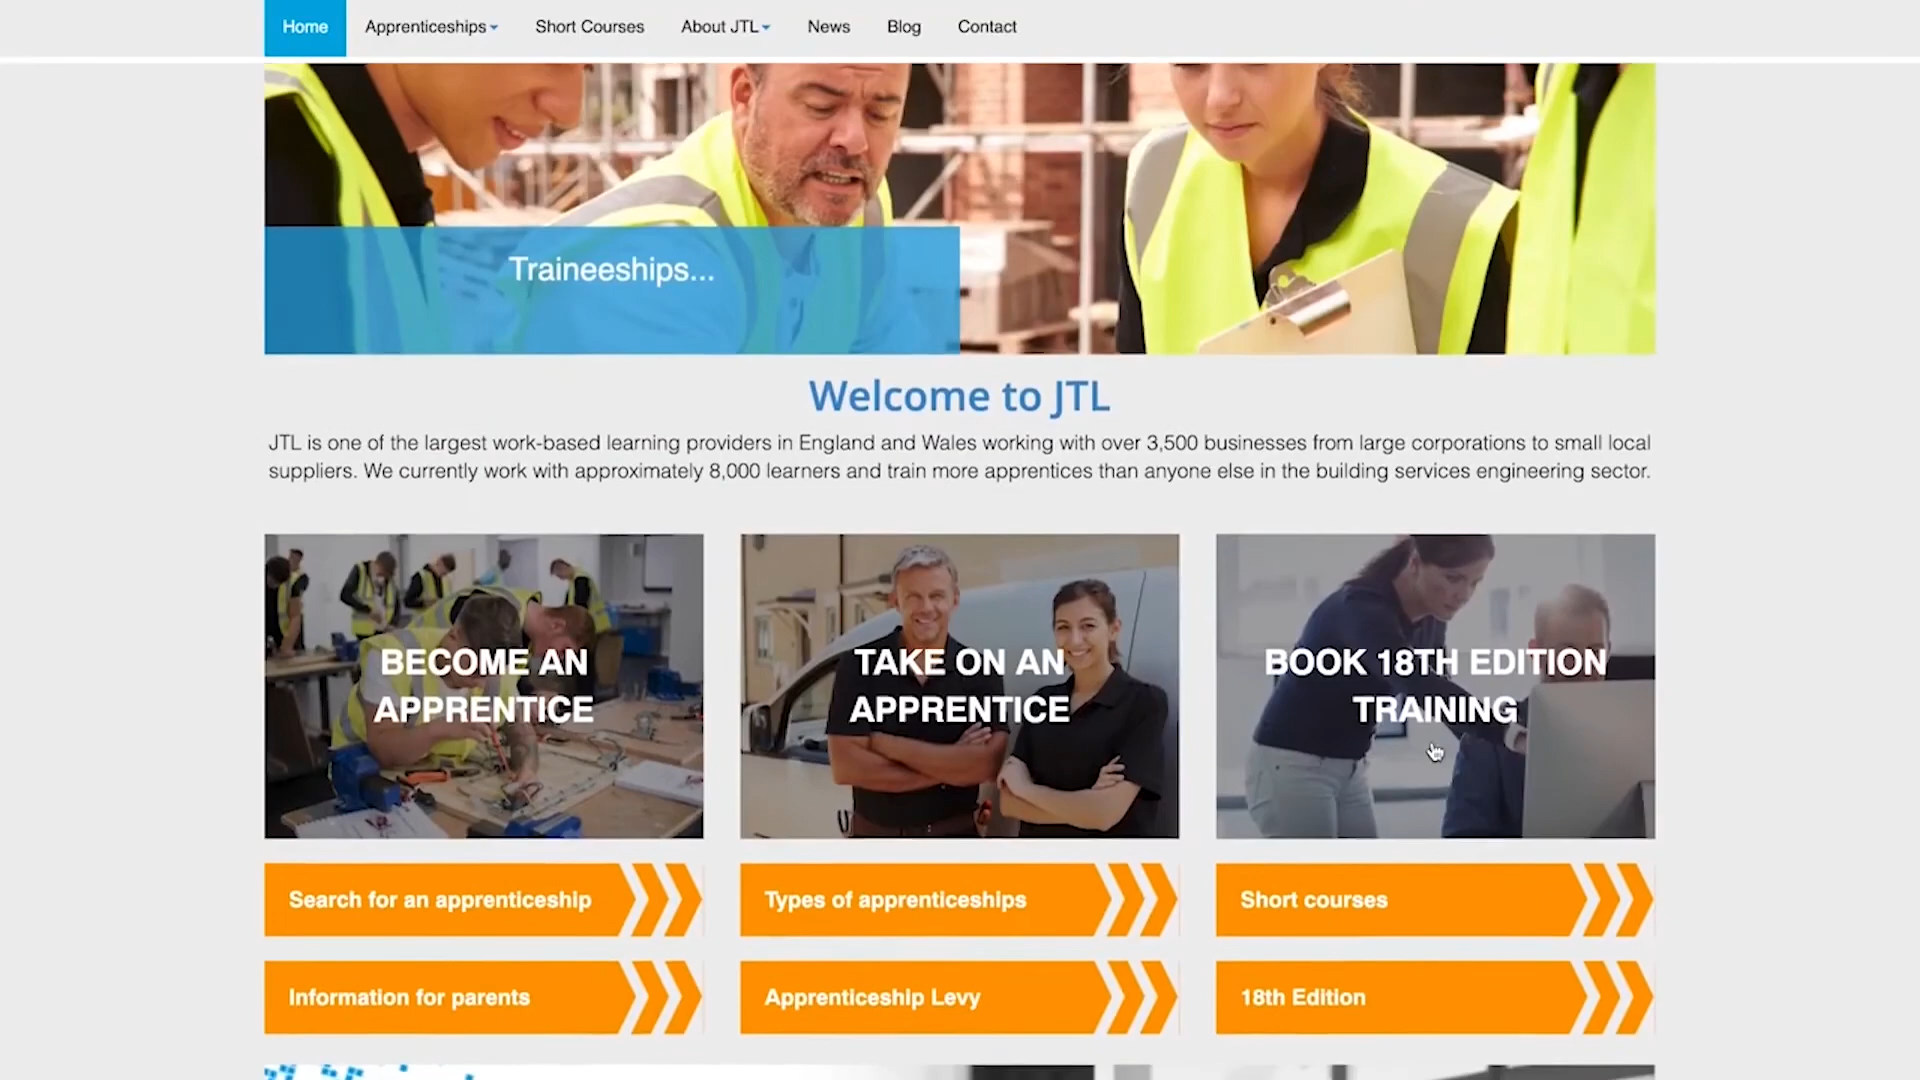 Home Apprenticeships Short Courses About JTL News Blog Contact
Traineeships...
Welcome to JTL
JTL is one of the largest work-based learning providers in England and Wales working with over 3,500 businesses from large corporations to small local
suppliers. We currently work with approximately 8,000 learners and train more apprentices than anyone else in the building services engineering sector.
BECOME AN
APPRENTICE
TAKE ON AN
APPRENTICE
BOOK 18TH EDITION
TRAINING
Search for an apprenticeship
Types of apprenticeships
Short courses
Information for parents
Apprenticeship Levy
18th Edition